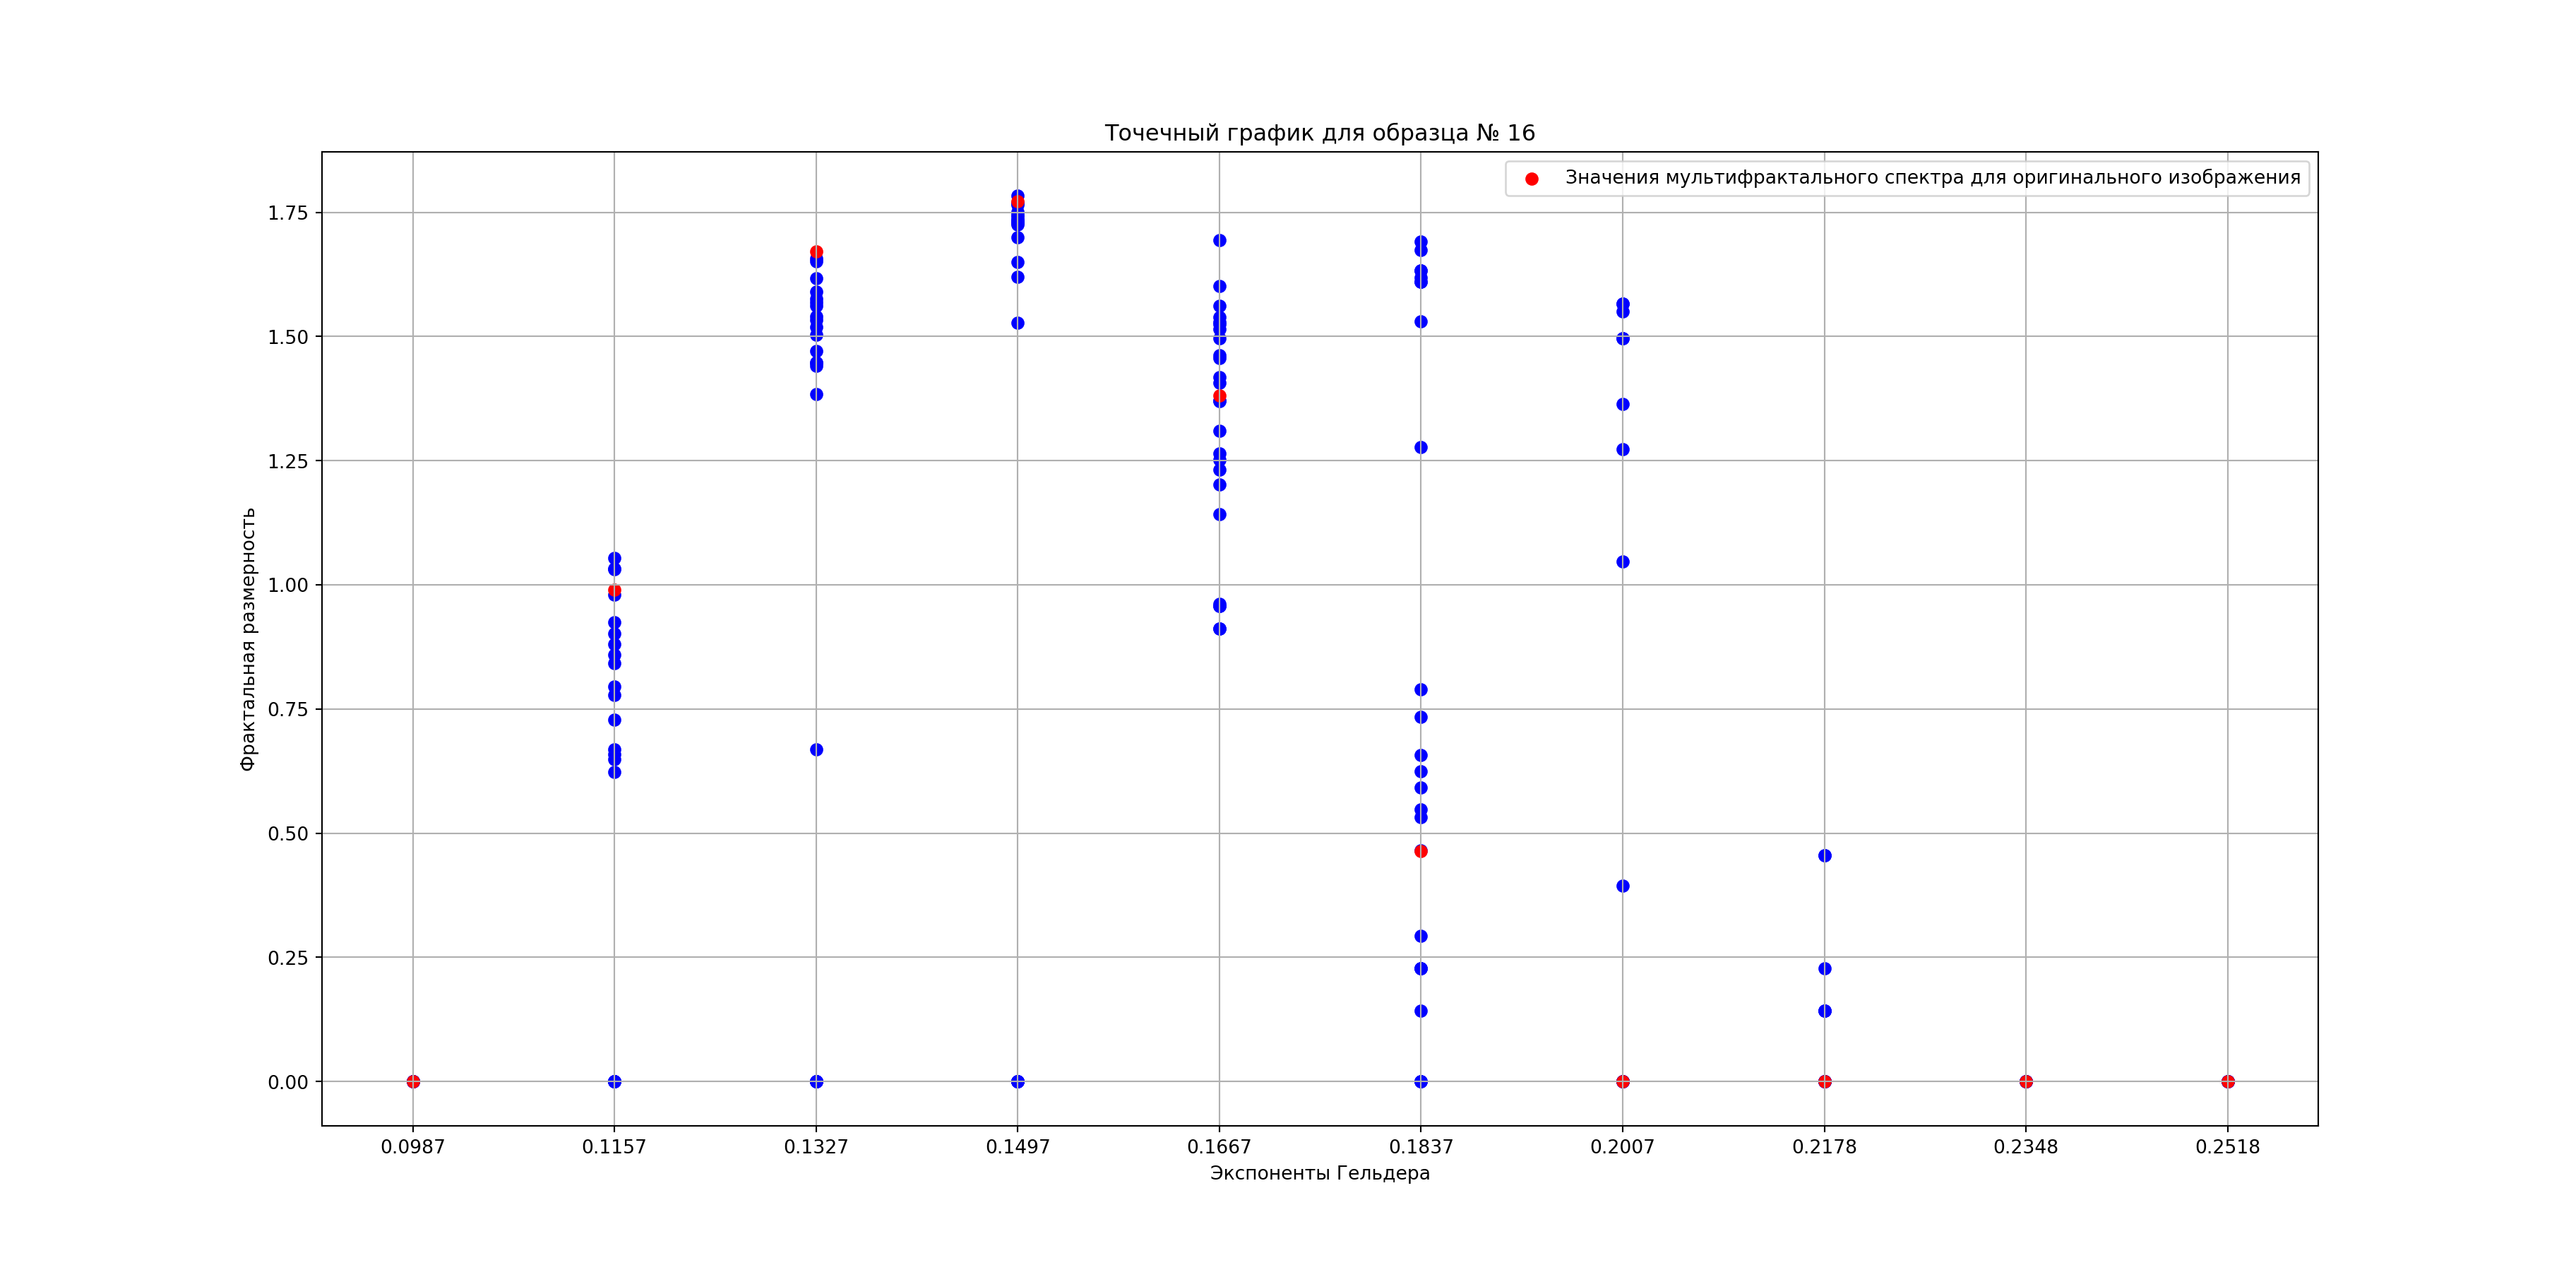 Точечный график для образца № 16
Значения мультифрактального спектра для оригинального изображения
Фрактальная размерность
1.75
1.50
1.25
1.00
0.75
0.50
0.25
0.00
0.0987 0.1157 0.1327 0.1497 0.1667 0.1837 0.2007 0.2178 0.2348 0.2518
Экспоненты Гельдера